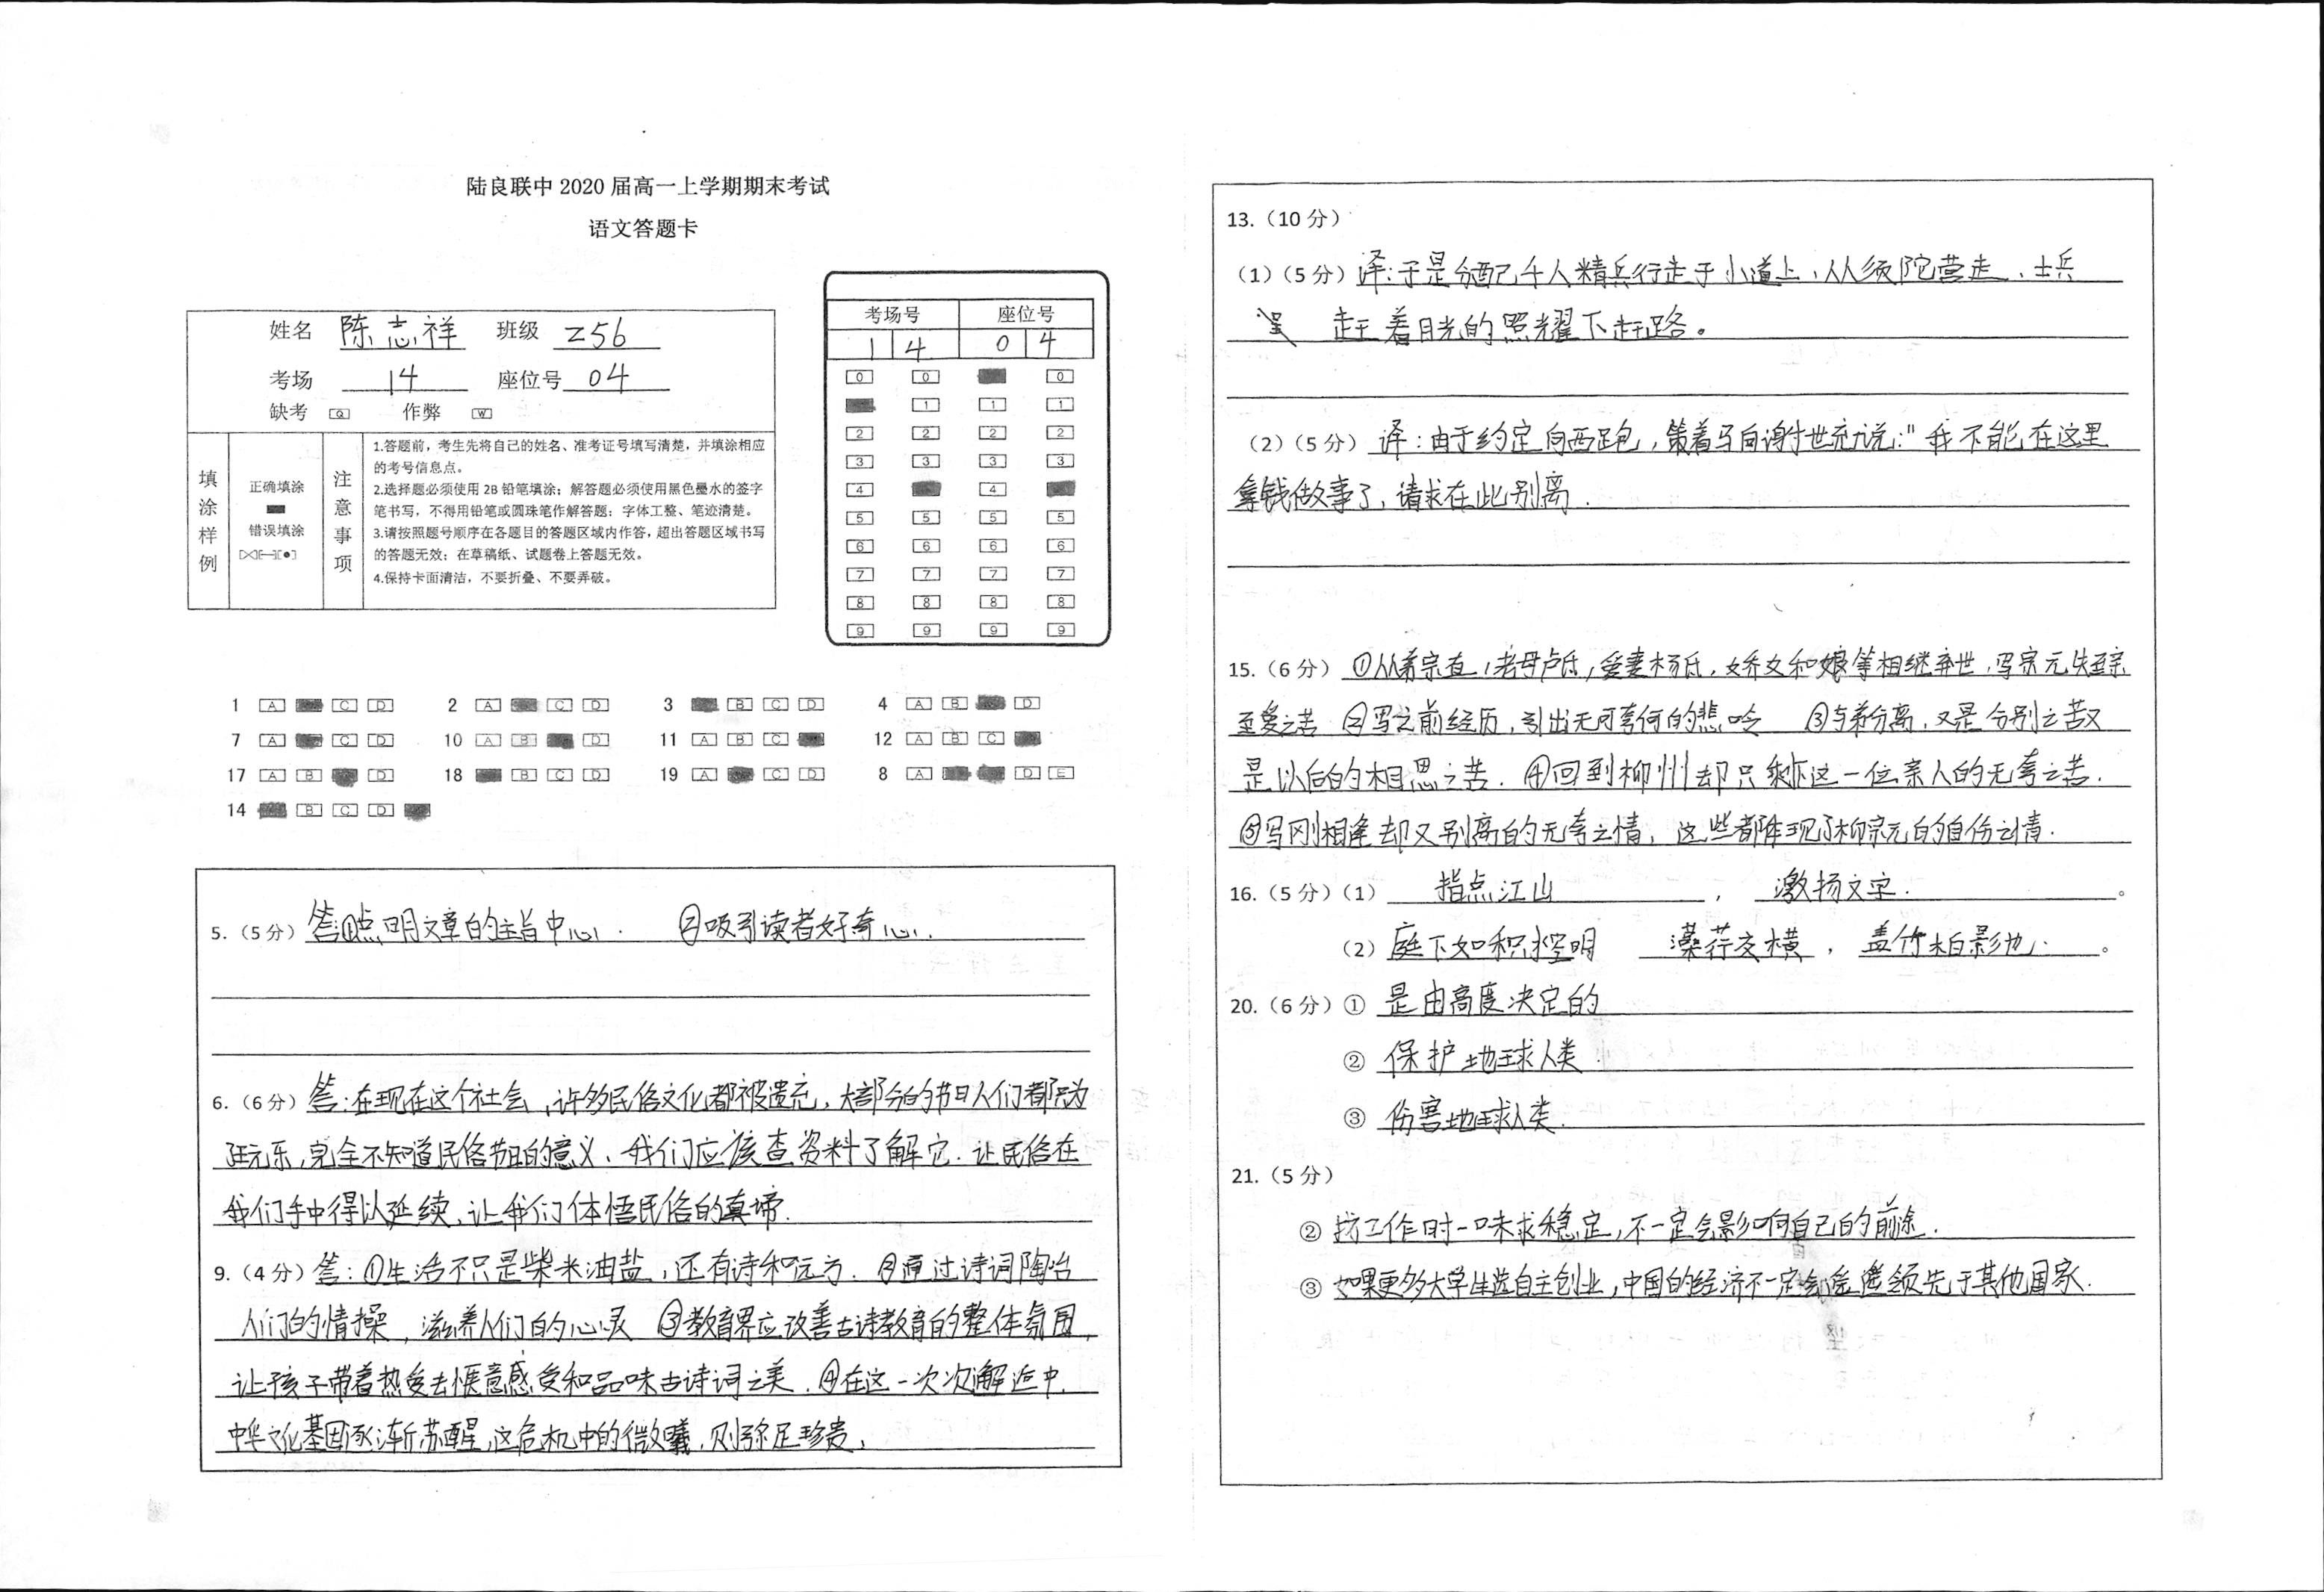 陆良联中 2020 届高一上学期期末考试
语文答题卡
姓名 陈志祥 班级 256
考场 14 座位号 04
缺考 [Q] 作弊 [W]
填涂样例
正确填涂
错误填涂
注意事项
1.答题前，考生先将自己的姓名、准考证号填写清楚，并填涂相应
的考号信息点。
2.选择题必须使用 2B 铅笔填涂；解答题必须使用黑色墨水的签字
笔书写，不得用铅笔或圆珠笔作解答题；字体工整、笔迹清楚。
3.请按照题号顺序在各题目的答题区域内作答，超出答题区域书写
的答题无效；在草稿纸、试题卷上答题无效。
4.保持卡面清洁，不要折叠、不要弄破。
考场号 座位号
1 4 0 4
[0] [0] [0]
[1] [1] [1]
[2] [2] [2] [2]
[3] [3] [3] [3]
[4] [4]
[5] [5] [5] [5]
[6] [6] [6] [6]
[7] [7] [7] [7]
[8] [8] [8] [8]
[9] [9] [9] [9]
1 [A] [C] [D] 2 [A] [C] [D] 3 [B] [C] [D] 4 [A] [B] [D]
7 [A] [C] [D] 10 [A] [B] [D] 11 [A] [B] [C] 12 [A] [B] [C]
17 [A] [B] [D] 18 [B] [C] [D] 19 [A] [C] [D] 8 [A] [D] [E]
14 [B] [C] [D]
5.（5 分）答①点明文章的主旨中心. ②吸引读者好奇心.
6.（6 分）答:在现在这个社会,许多民俗文化都被遗忘,大部分的节日人们都只为
玩乐,完全不知道民俗节日的意义、我们应该查资料了解它.让民俗在
我们手中得以延续、让我们体悟民俗的真谛.
9.（4 分）答:①生活不只是柴米油盐,还有诗和远方. ②通过诗词陶冶
人们的情操,滋养人们的心灵 ③教育界应改善古诗教育的整体氛围,
让孩子带着热爱去惬意感受和品味古诗词之美.④在这一次次邂逅中,
中华文化基因逐渐苏醒,这危机中的微曦,则弥足珍贵,
13.（10 分）
（1）（5 分）译:于是分配千人精兵行走于小道上,从须陀营走、士兵
赶着月光的照耀下赶路。
（2）（5 分）译:由于约定向西跑,策着马向谢世充说:"我不能在这里
拿钱做事了,请求在此别离.
15.（6 分）①从弟宗直,老母卢氏,爱妻杨氏,娇女和娘等相继弃世,写宗元失至亲
至爱之苦 ②写之前经历,引出无可奈何的悲吟 ③与弟分离,又是分别之苦又
是以后的相思之苦. ④回到柳州却只剩下这一位亲人的无奈之苦.
⑤写刚相逢却又别离的无奈之情, 这些都体现了柳宗元的自伤之情.
16.（5 分）（1） 指点江山 ， 激扬文字. 。
（2）庭下如积水空明 藻荇交横 ， 盖竹柏影也. 。
20.（6 分）① 是由高度决定的
② 保护地球人类.
③ 伤害地球人类.
21.（5 分）
② 找工作时一味求稳定,不一定会影响自己的前途.
③ 如果更多大学生选自主创业,中国的经济不一定会遥遥领先于其他国家.